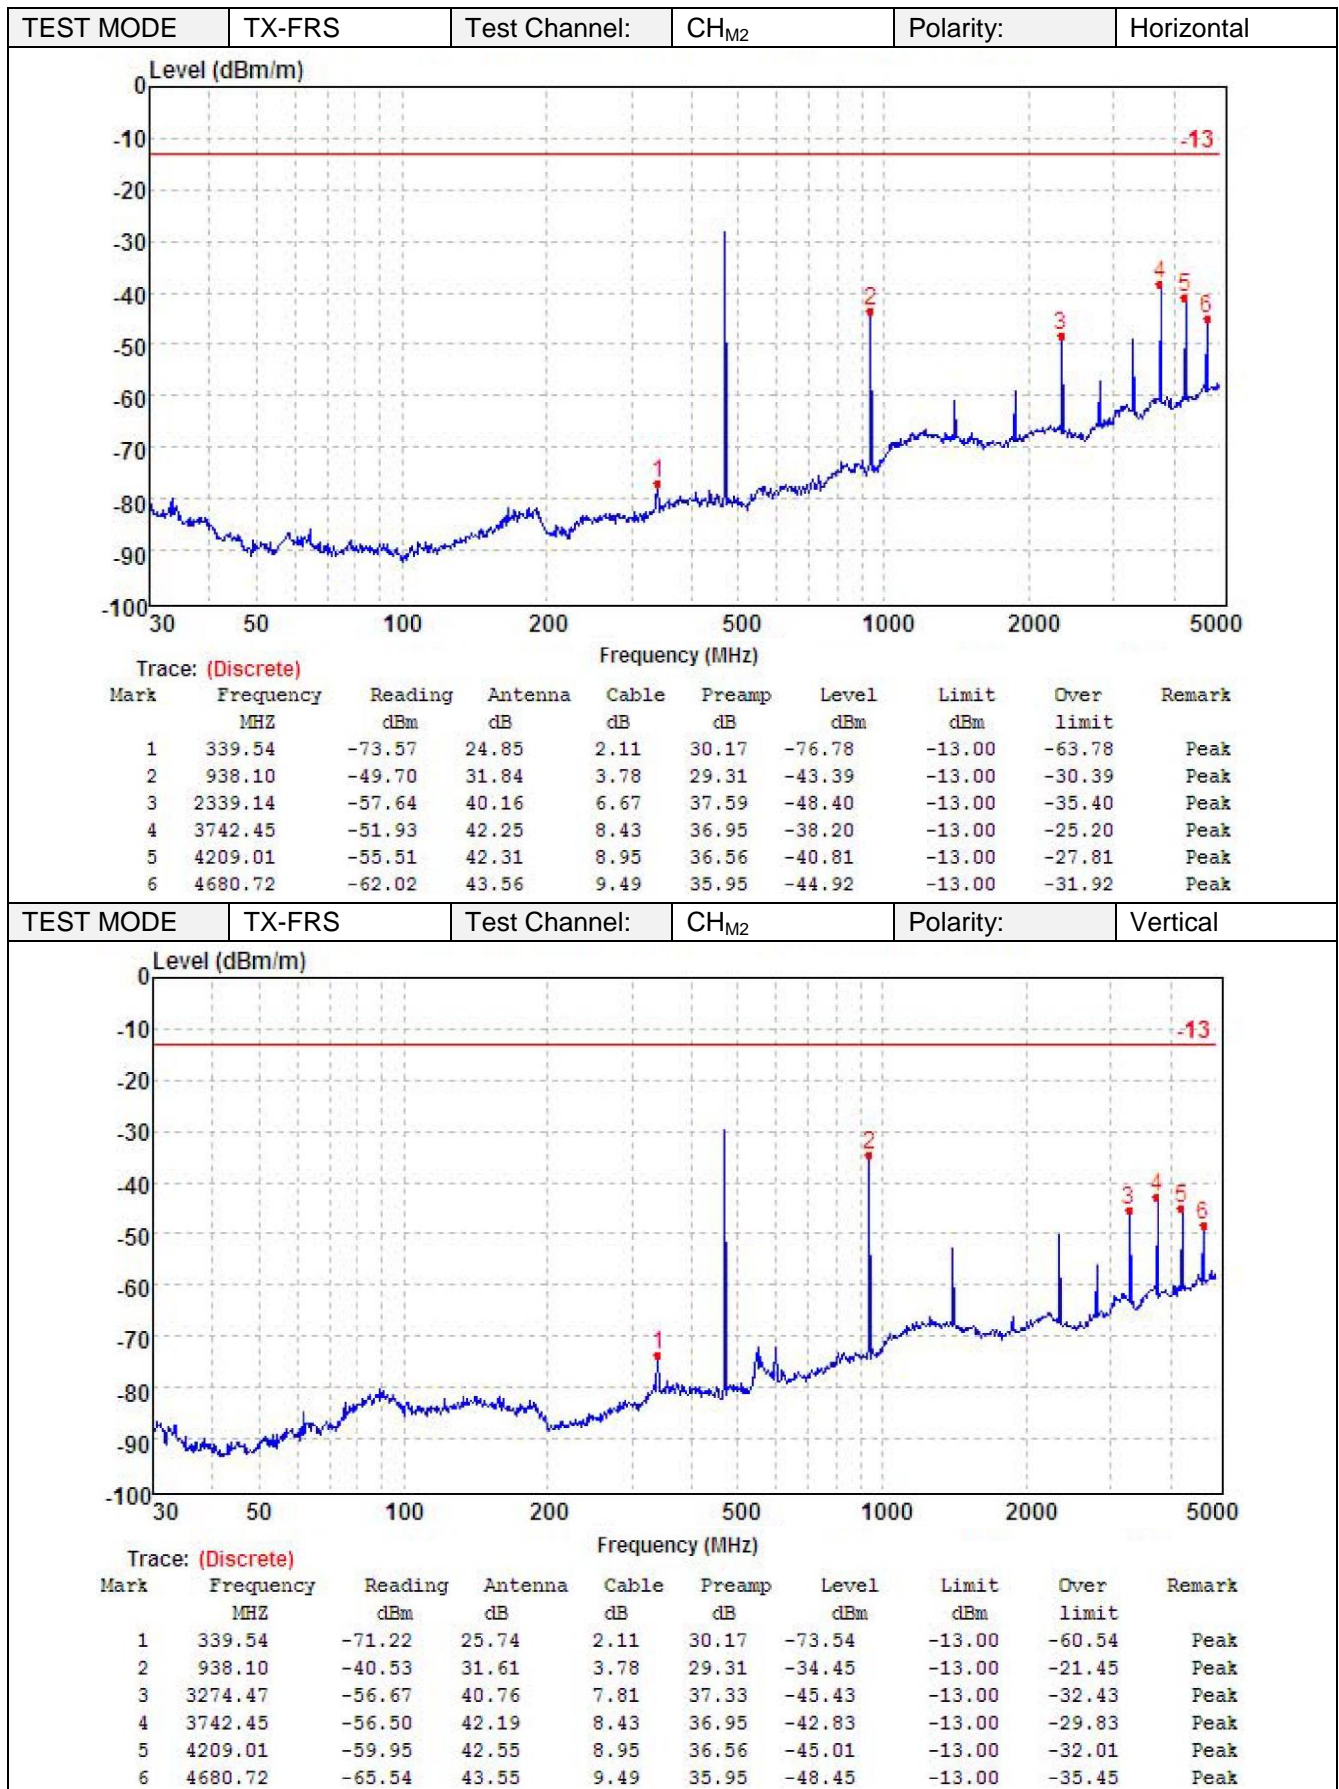 TEST MODE TX-FRS Test Channel: CHM2 Polarity: Horizontal
Level (dBm/m)
0
-10
-13
-20
-30
-40
-50
-60
-70
-80
-90
-100
1
2
3
4
5
6
30 50 100 200 500 1000 2000 5000
Frequency (MHz)
Trace: (Discrete)
Mark Frequency Reading Antenna Cable Preamp Level Limit Over Remark
MHZ dBm dB dB dB dBm dBm limit
1 339.54 -73.57 24.85 2.11 30.17 -76.78 -13.00 -63.78 Peak
2 938.10 -49.70 31.84 3.78 29.31 -43.39 -13.00 -30.39 Peak
3 2339.14 -57.64 40.16 6.67 37.59 -48.40 -13.00 -35.40 Peak
4 3742.45 -51.93 42.25 8.43 36.95 -38.20 -13.00 -25.20 Peak
5 4209.01 -55.51 42.31 8.95 36.56 -40.81 -13.00 -27.81 Peak
6 4680.72 -62.02 43.56 9.49 35.95 -44.92 -13.00 -31.92 Peak
TEST MODE TX-FRS Test Channel: CHM2 Polarity: Vertical
Level (dBm/m)
0
-10
-13
-20
-30
-40
-50
-60
-70
-80
-90
-100
1
2
3
4
5
6
30 50 100 200 500 1000 2000 5000
Frequency (MHz)
Trace: (Discrete)
Mark Frequency Reading Antenna Cable Preamp Level Limit Over Remark
MHZ dBm dB dB dB dBm dBm limit
1 339.54 -71.22 25.74 2.11 30.17 -73.54 -13.00 -60.54 Peak
2 938.10 -40.53 31.61 3.78 29.31 -34.45 -13.00 -21.45 Peak
3 3274.47 -56.67 40.76 7.81 37.33 -45.43 -13.00 -32.43 Peak
4 3742.45 -56.50 42.19 8.43 36.95 -42.83 -13.00 -29.83 Peak
5 4209.01 -59.95 42.55 8.95 36.56 -45.01 -13.00 -32.01 Peak
6 4680.72 -65.54 43.55 9.49 35.95 -48.45 -13.00 -35.45 Peak